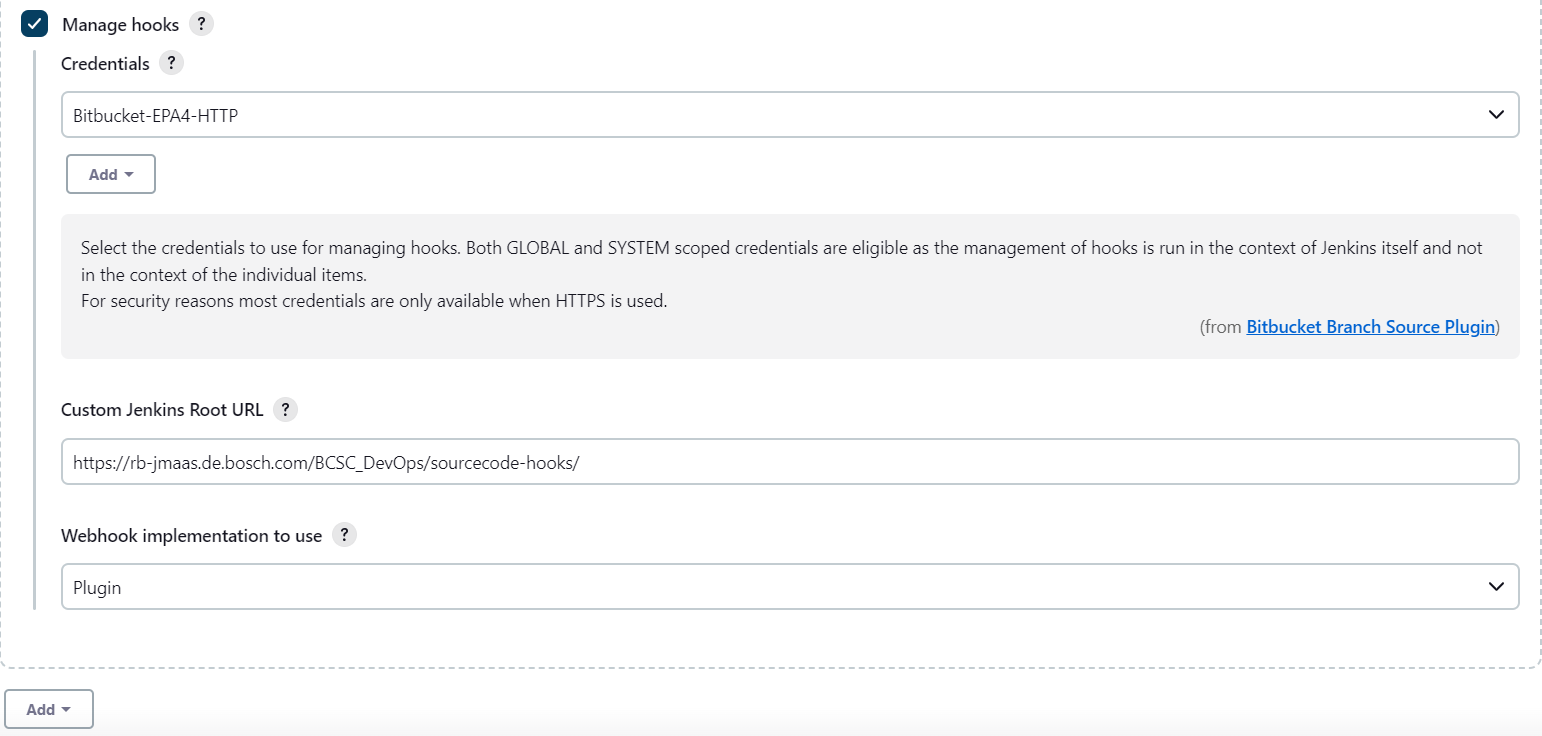 Manage hooks ?
Credentials ?
Bitbucket-EPA4-HTTP
Add
Select the credentials to use for managing hooks. Both GLOBAL and SYSTEM scoped credentials are eligible as the management of hooks is run in the context of Jenkins itself and not
in the context of the individual items.
For security reasons most credentials are only available when HTTPS is used.
(from Bitbucket Branch Source Plugin)
Custom Jenkins Root URL ?
https://rb-jmaas.de.bosch.com/BCSC_DevOps/sourcecode-hooks/
Webhook implementation to use ?
Plugin
Add